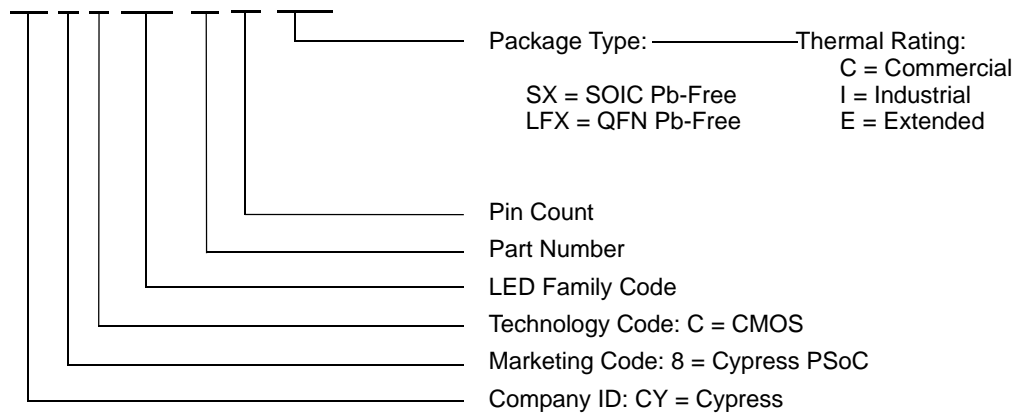 Package Type: Thermal Rating:
C = Commercial
SX = SOIC Pb-Free I = Industrial
LFX = QFN Pb-Free E = Extended
Pin Count
Part Number
LED Family Code
Technology Code: C = CMOS
Marketing Code: 8 = Cypress PSoC
Company ID: CY = Cypress